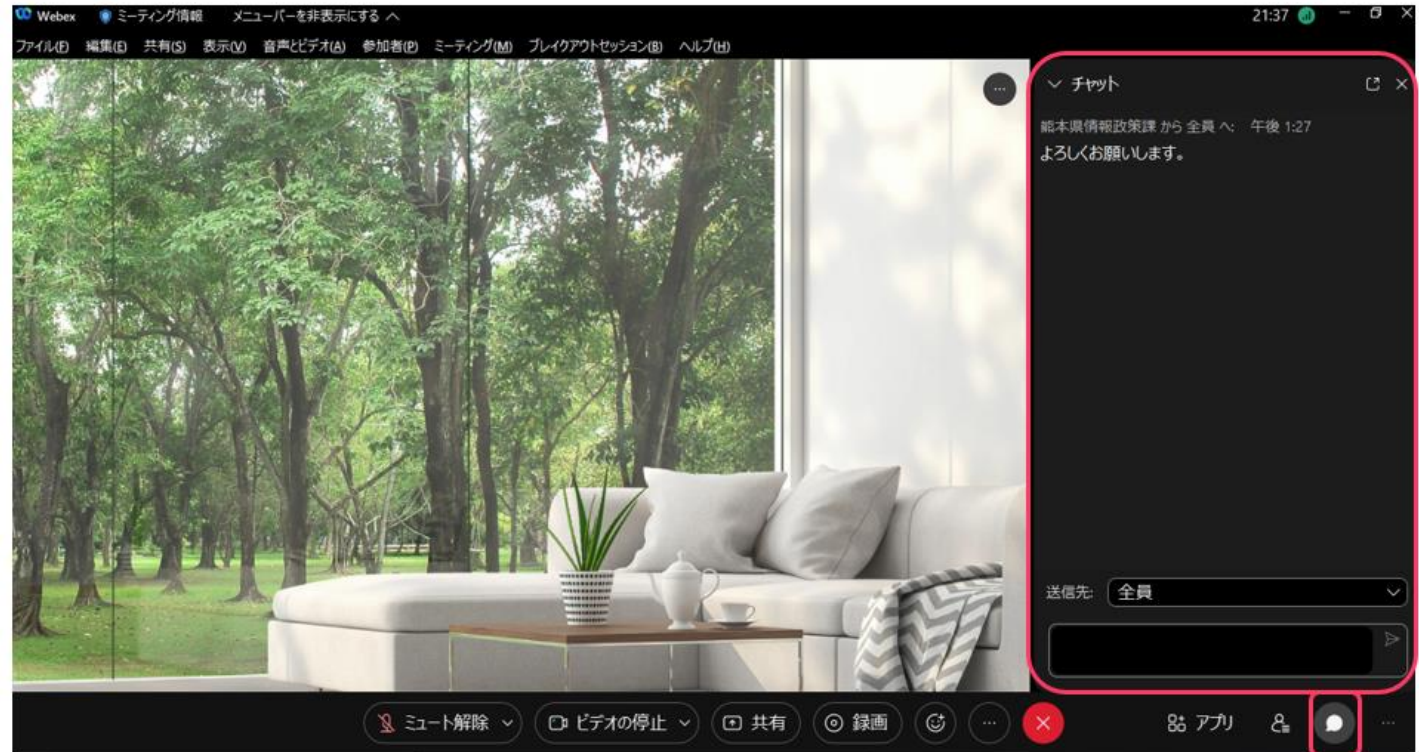 Webex ミーティング情報 メニューバーを非表示にする 21:37
ファイル(F) 編集(E) 共有(S) 表示(V) 音声とビデオ(A) 参加者(P) ミーティング(M) ブレイクアウトセッション(B) ヘルプ(H)
チャット
熊本県情報政策課 から 全員 へ: 午後 1:27
よろしくお願いします。
送信先: 全員
ミュート解除 ビデオの停止 共有 録画 アプリ